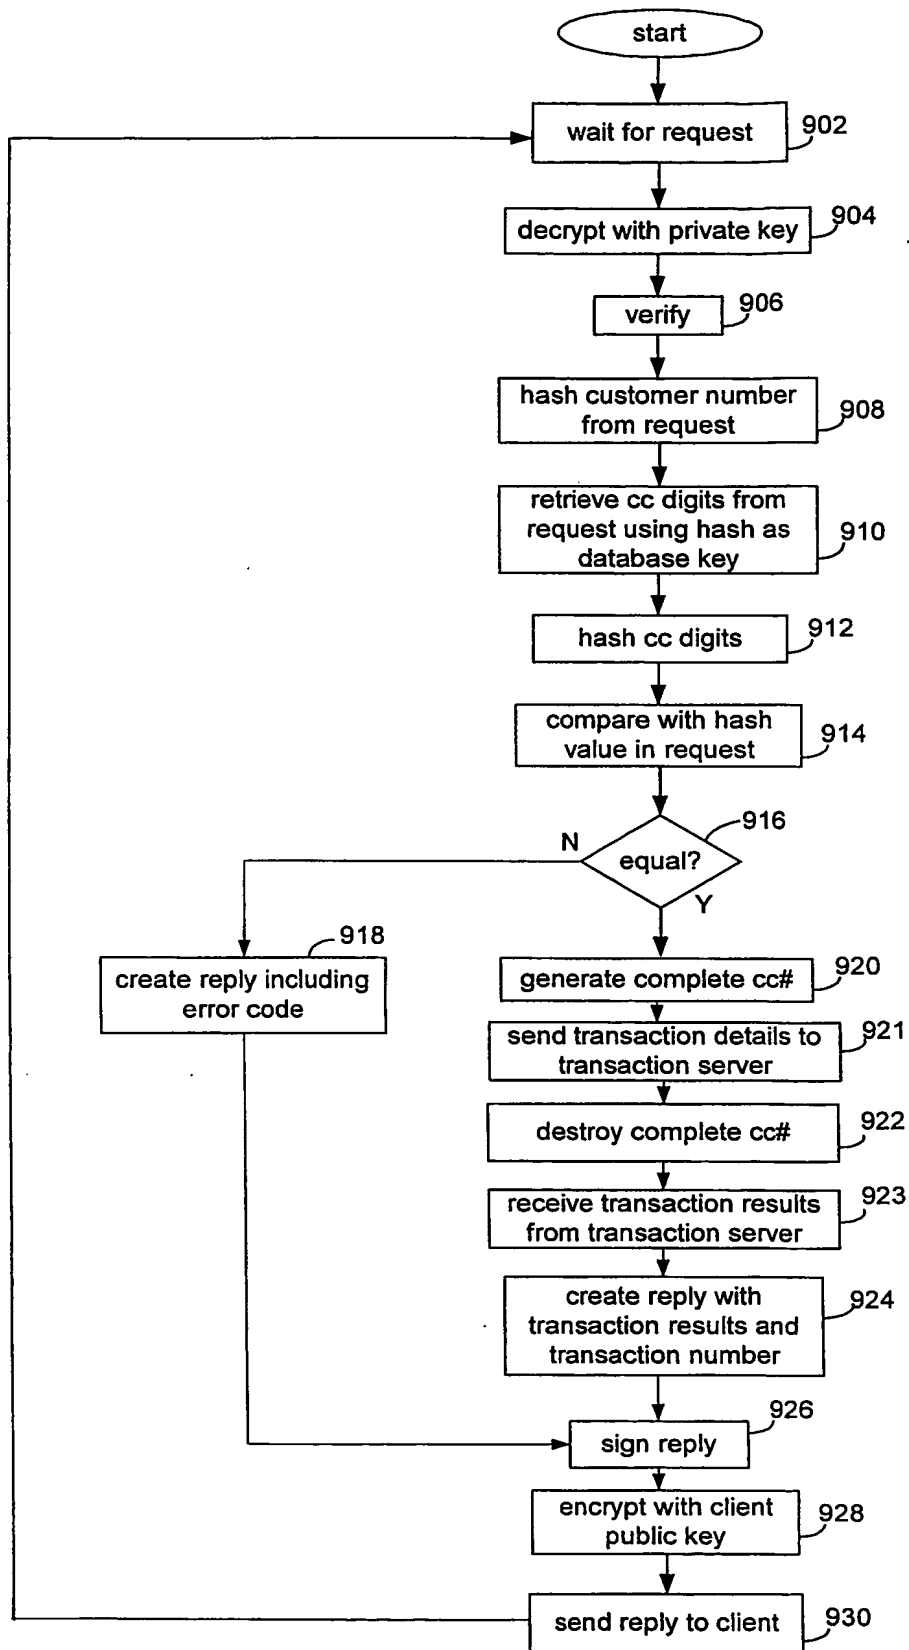 start
wait for request
902
decrypt with private key
904
verify
906
hash customer number
from request
908
retrieve cc digits from
request using hash as
database key
910
hash cc digits
912
compare with hash
value in request
914
916
N
equal?
Y
918
create reply including
error code
generate complete cc#
920
send transaction details to
transaction server
921
destroy complete cc#
922
receive transaction results
from transaction server
923
create reply with
transaction results and
transaction number
924
sign reply
926
encrypt with client
public key
928
send reply to client
930